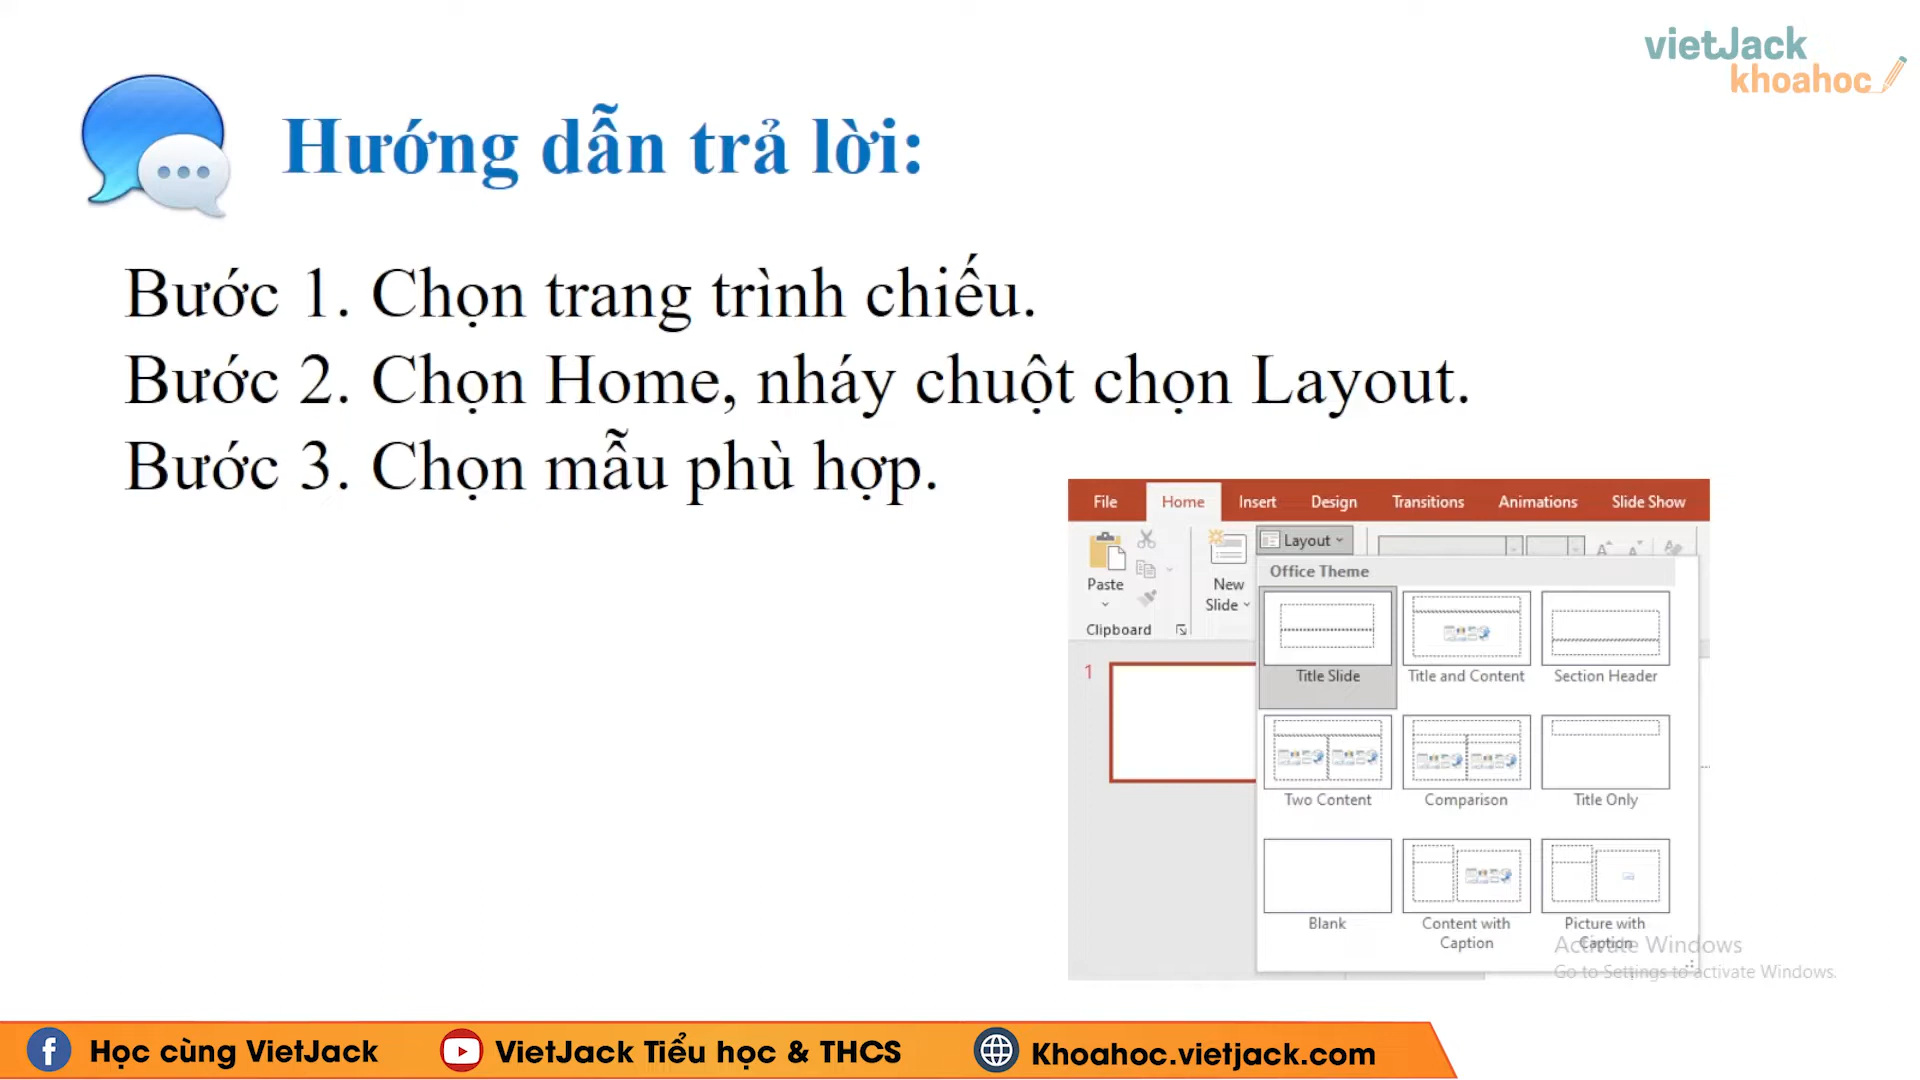 vietJack
khoahoc
Hướng dẫn trả lời:
Bước 1. Chọn trang trình chiếu.
Bước 2. Chọn Home, nháy chuột chọn Layout.
Bước 3. Chọn mẫu phù hợp.
File Home Insert Design Transitions Animations Slide Show
Layout
Paste
New
Slide
Clipboard
Office Theme
Title Slide Title and Content Section Header
Two Content Comparison Title Only
Blank Content with Caption Picture with Caption
1
Activate Windows
Go to Settings to activate Windows.
Học cùng VietJack VietJack Tiểu học & THCS Khoahoc.vietjack.com